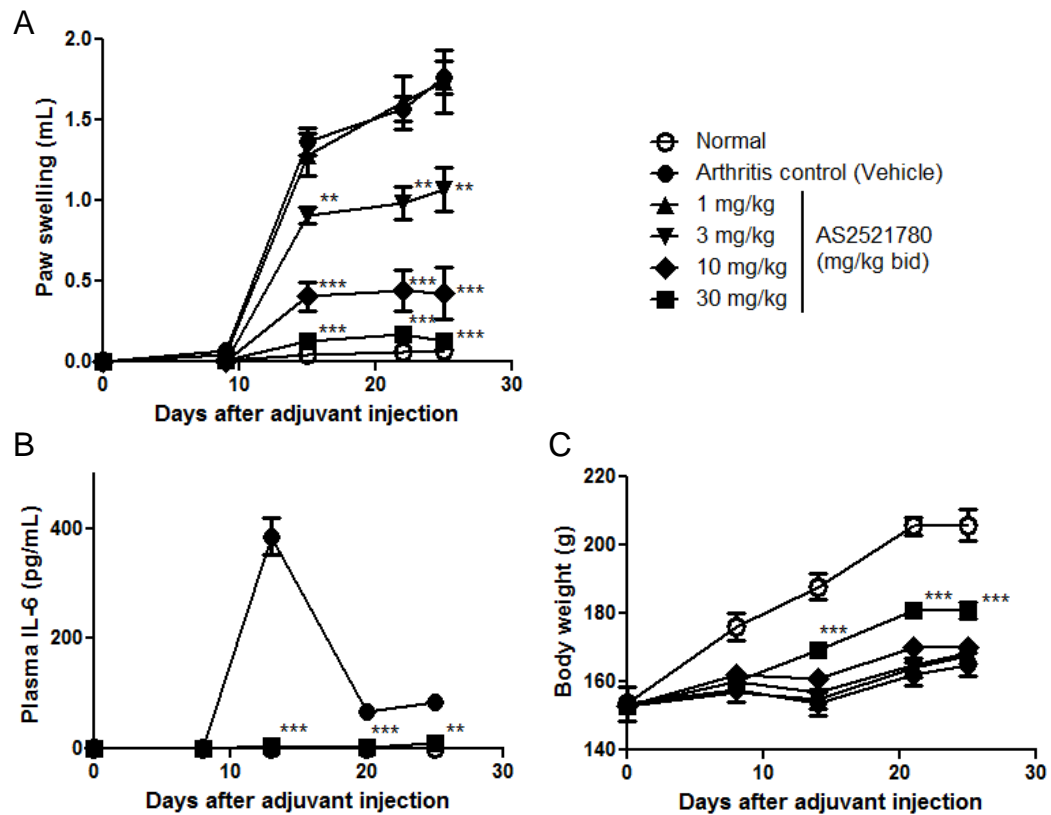 A
2.0
1.5
1.0
0.5
0.0
Paw swelling (mL)
** ** **
*** *** ***
*** *** ***
0 10 20 30
Days after adjuvant injection
Normal
Arthritis control (Vehicle)
1 mg/kg
3 mg/kg
10 mg/kg
30 mg/kg
AS2521780
(mg/kg bid)
B
400
200
0
Plasma IL-6 (pg/mL)
*** *** **
0 10 20 30
Days after adjuvant injection
C
220
200
180
160
140
Body weight (g)
*** *** ***
0 10 20 30
Days after adjuvant injection